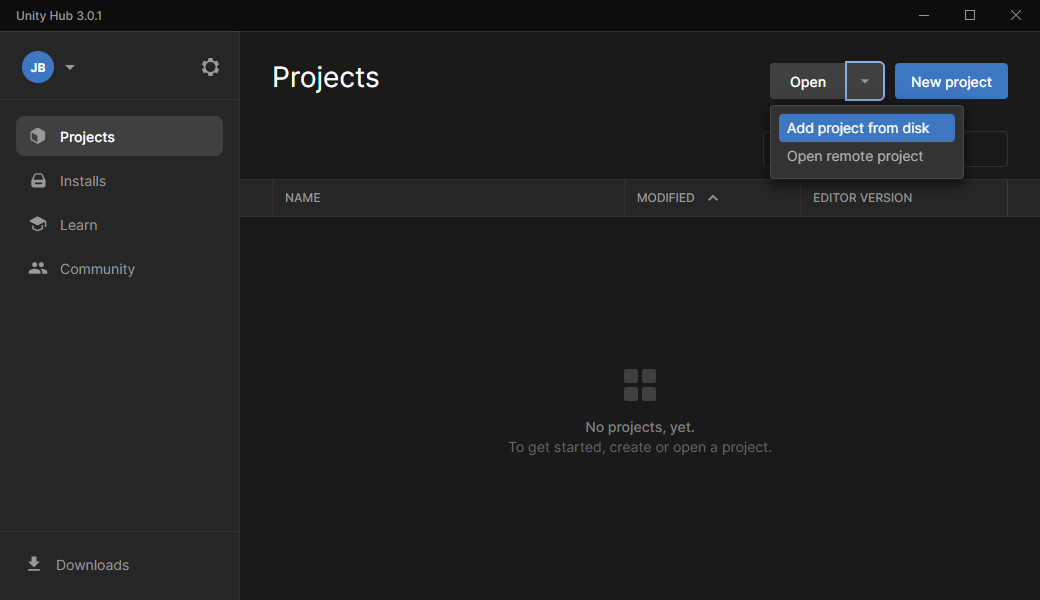 Unity Hub 3.0.1
JB
Projects
Installs
Learn
Community
Downloads
Projects
Open
New project
Add project from disk
Open remote project
NAME MODIFIED EDITOR VERSION
No projects, yet.
To get started, create or open a project.